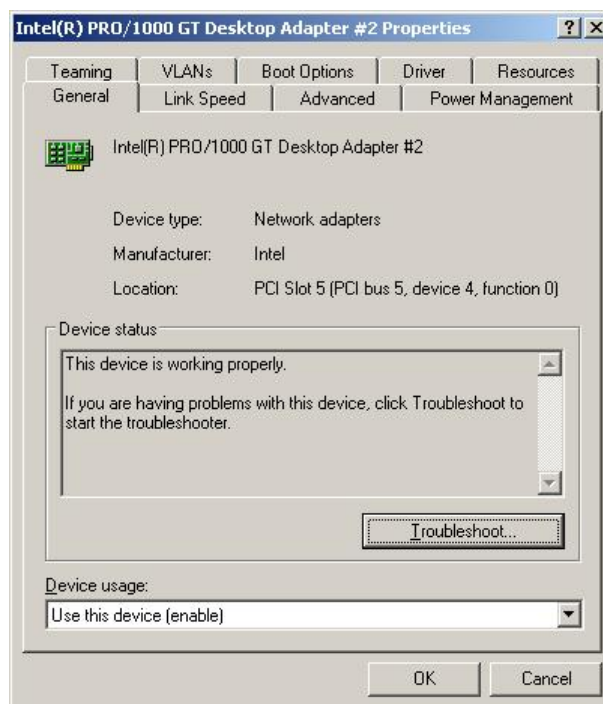 Intel(R) PRO/1000 GT Desktop Adapter #2 Properties
Teaming VLANs Boot Options Driver Resources
General Link Speed Advanced Power Management
Intel(R) PRO/1000 GT Desktop Adapter #2
Device type: Network adapters
Manufacturer: Intel
Location: PCI Slot 5 (PCI bus 5, device 4, function 0)
Device status
This device is working properly.
If you are having problems with this device, click Troubleshoot to
start the troubleshooter.
Troubleshoot...
Device usage:
Use this device (enable)
OK Cancel